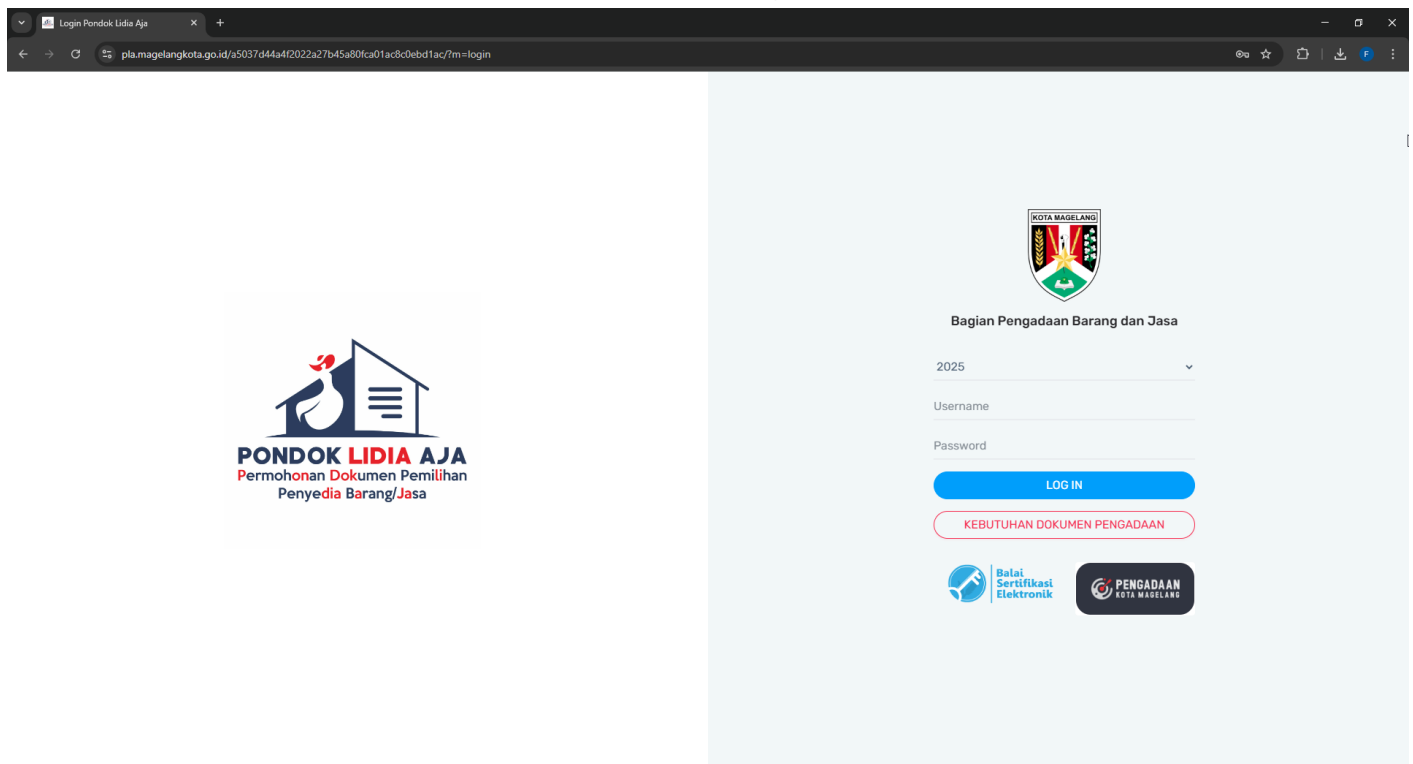 Login Pondok Lidia Aja
pla.magelangkota.go.id/a5037d44a4f2022a27b45a80fca01ac8c0ebd1ac/?m=login
F
PONDOK LIDIA AJA
Permohonan Dokumen Pemilihan
Penyedia Barang/Jasa
KOTA MAGELANG
Bagian Pengadaan Barang dan Jasa
2025
Username
Password
LOG IN
KEBUTUHAN DOKUMEN PENGADAAN
Balai
Sertifikasi
Elektronik
PENGADAAN
KOTA MAGELANG